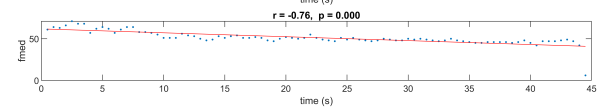 time (s)
r = -0.76, p = 0.000
fmed
50
0
0 5 10 15 20 25 30 35 40 45
time (s)